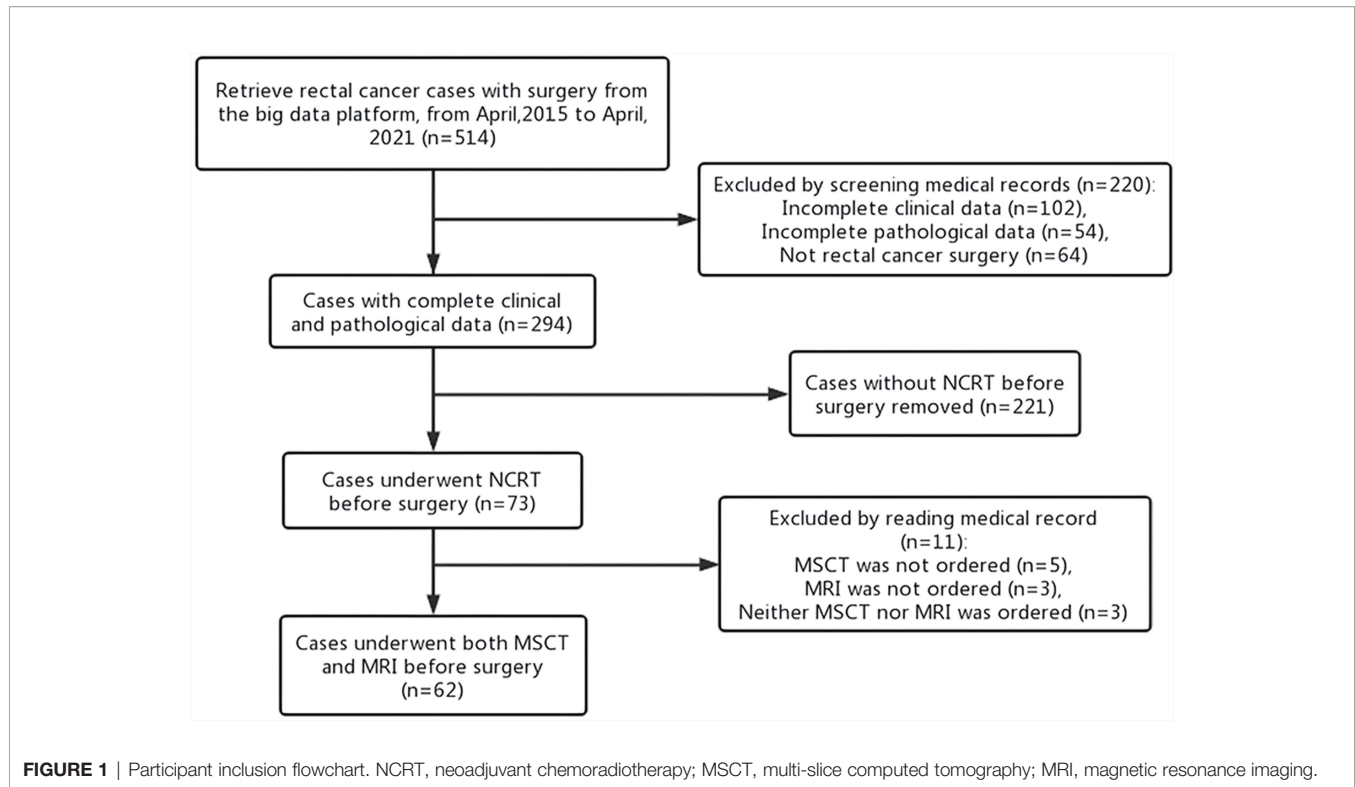 Retrieve rectal cancer cases with surgery from
the big data platform, from April,2015 to April,
2021 (n=514)
Excluded by screening medical records (n=220):
Incomplete clinical data (n=102),
Incomplete pathological data (n=54),
Not rectal cancer surgery (n=64)
Cases with complete clinical
and pathological data (n=294)
Cases without NCRT before
surgery removed (n=221)
Cases underwent NCRT
before surgery (n=73)
Excluded by reading medical record
(n=11):
MSCT was not ordered (n=5),
MRI was not ordered (n=3),
Neither MSCT nor MRI was ordered (n=3)
Cases underwent both MSCT
and MRI before surgery
(n=62)
FIGURE 1 | Participant inclusion flowchart. NCRT, neoadjuvant chemoradiotherapy; MSCT, multi-slice computed tomography; MRI, magnetic resonance imaging.